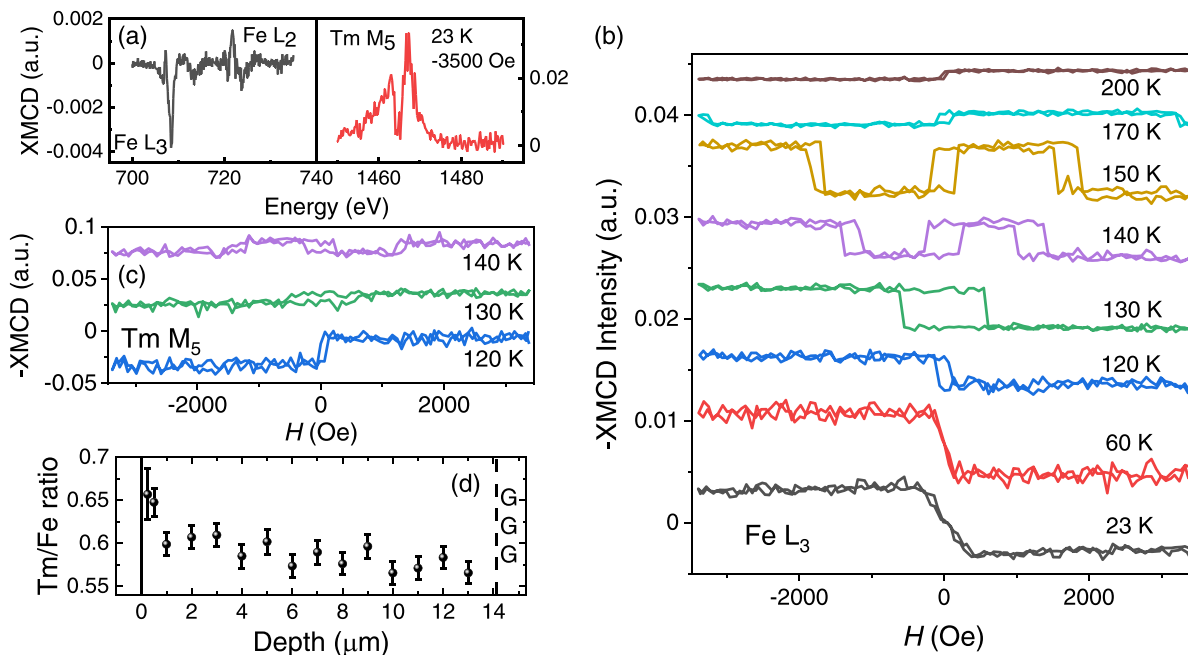 (a)
XMCD (a.u.)
0.002
0
-0.002
-0.004
Fe L2
Fe L3
Tm M5
23 K
-3500 Oe
0.02
0
700
720
740
1460
1480
Energy (eV)
(c)
-XMCD (a.u.)
0.1
0.05
0
-0.05
140 K
130 K
120 K
Tm M5
-2000
0
2000
H (Oe)
(d)
Tm/Fe ratio
0.7
0.65
0.6
0.55
G
G
G
0
2
4
6
8
10
12
14
Depth (μm)
(b)
-XMCD Intensity (a.u.)
0.04
0.03
0.02
0.01
0
200 K
170 K
150 K
140 K
130 K
120 K
60 K
23 K
Fe L3
-2000
0
2000
H (Oe)